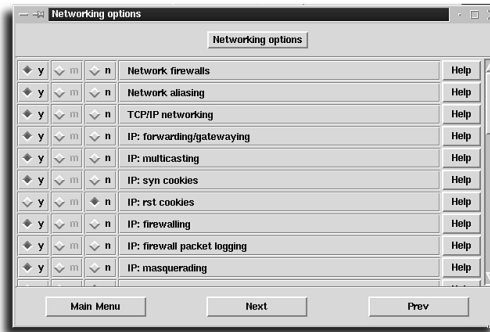 Networking options
Networking options
y m n Network firewalls Help
y m n Network aliasing Help
y m n TCP/IP networking Help
y m n IP: forwarding/gatewaying Help
y m n IP: multicasting Help
y m n IP: syn cookies Help
y m n IP: rst cookies Help
y m n IP: firewalling Help
y m n IP: firewall packet logging Help
y m n IP: masquerading Help
Main Menu Next Prev